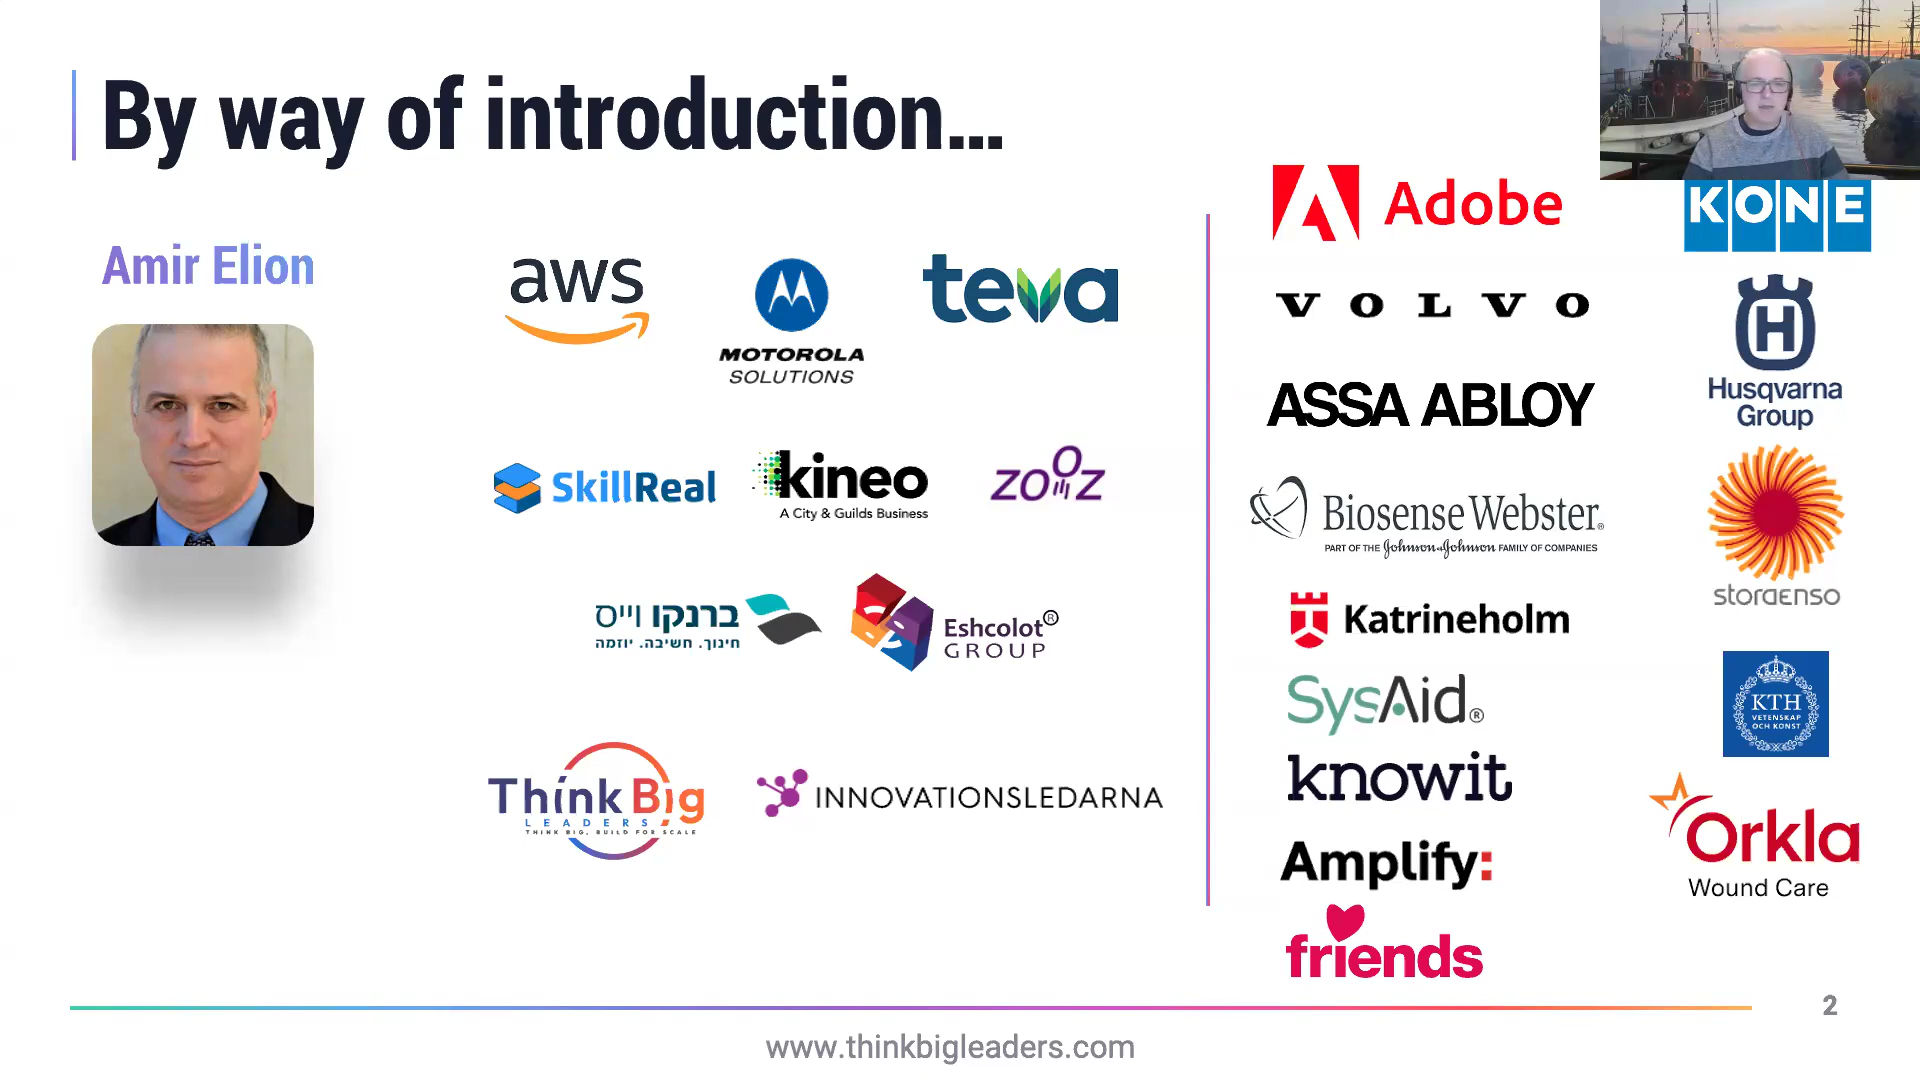 By way of introduction...
Amir Elion
aws
MOTOROLA
SOLUTIONS
teva
SkillReal
kineo
A City & Guilds Business
ZOOZ
ברנקו וייס
חינוך. חשיבה. יוזמה
Eshcolot®
GROUP
Think Big
LEADERS
THINK BIG, BUILD FOR SCALE
INNOVATIONSLEDARNA
Adobe
KONE
VOLVO
Husqvarna
Group
ASSA ABLOY
Biosense Webster®
PART OF THE Johnson & Johnson FAMILY OF COMPANIES
storaenso
Katrineholm
SysAid®
KTH
VETENSKAP
OCH KONST
knowit
Orkla
Wound Care
Amplify:
friends
2
www.thinkbigleaders.com